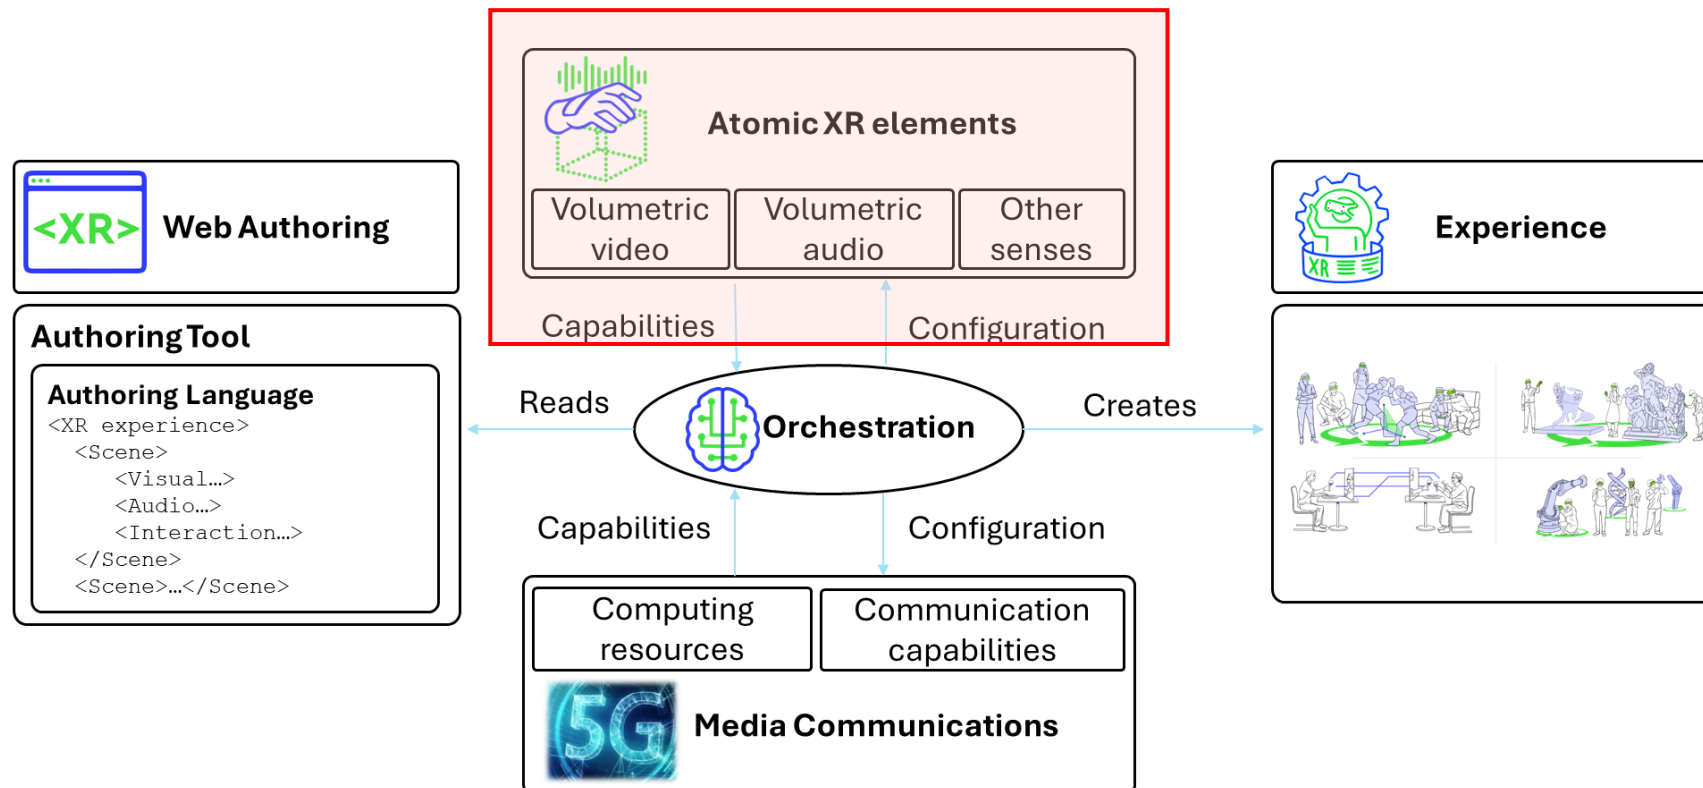 Atomic XR elements
Volumetric
video
Volumetric
audio
Other
senses
<XR>
Web Authoring
XR
Experience
Authoring Tool
Authoring Language
<XR experience>
<Scene>
<Visual…>
<Audio…>
<Interaction…>
</Scene>
<Scene>…</Scene>
Capabilities
Configuration
Reads
Orchestration
Creates
Capabilities
Configuration
Computing
resources
Communication
capabilities
5G
Media Communications